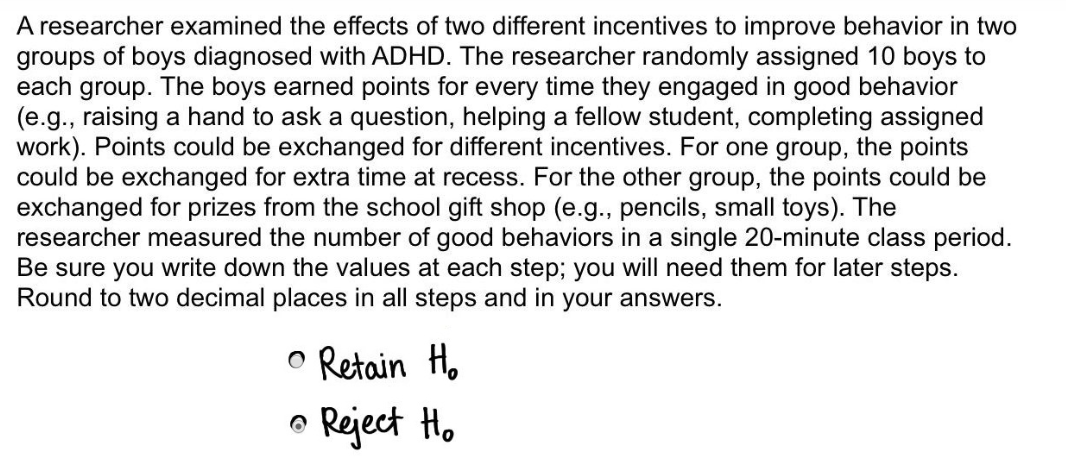 A researcher examined the effects of two different incentives to improve behavior in two
groups of boys diagnosed with ADHD. The researcher randomly assigned 10 boys to
each group. The boys earned points for every time they engaged in good behavior
(e.g., raising a hand to ask a question, helping a fellow student, completing assigned
work). Points could be exchanged for different incentives. For one group, the points
could be exchanged for extra time at recess. For the other group, the points could be
exchanged for prizes from the school gift shop (e.g., pencils, small toys). The
researcher measured the number of good behaviors in a single 20-minute class period.
Be sure you write down the values at each step; you will need them for later steps.
Round to two decimal places in all steps and in your answers.
Retain H₀
Reject H₀